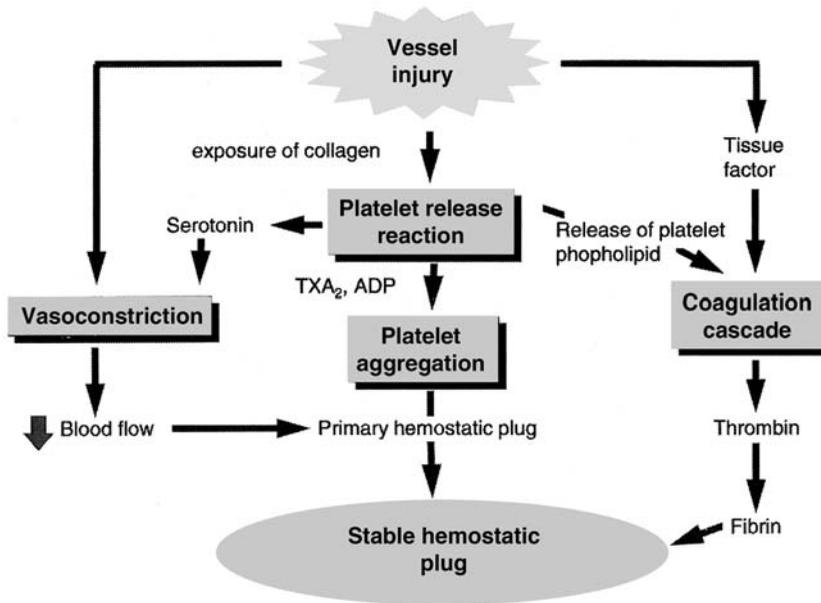 Vessel
injury
exposure of collagen
Tissue
factor
Platelet release
reaction
Serotonin
Release of platelet
phopholipid
TXA₂, ADP
Vasoconstriction
Platelet
aggregation
Coagulation
cascade
Blood flow
Primary hemostatic plug
Thrombin
Stable hemostatic
plug
Fibrin